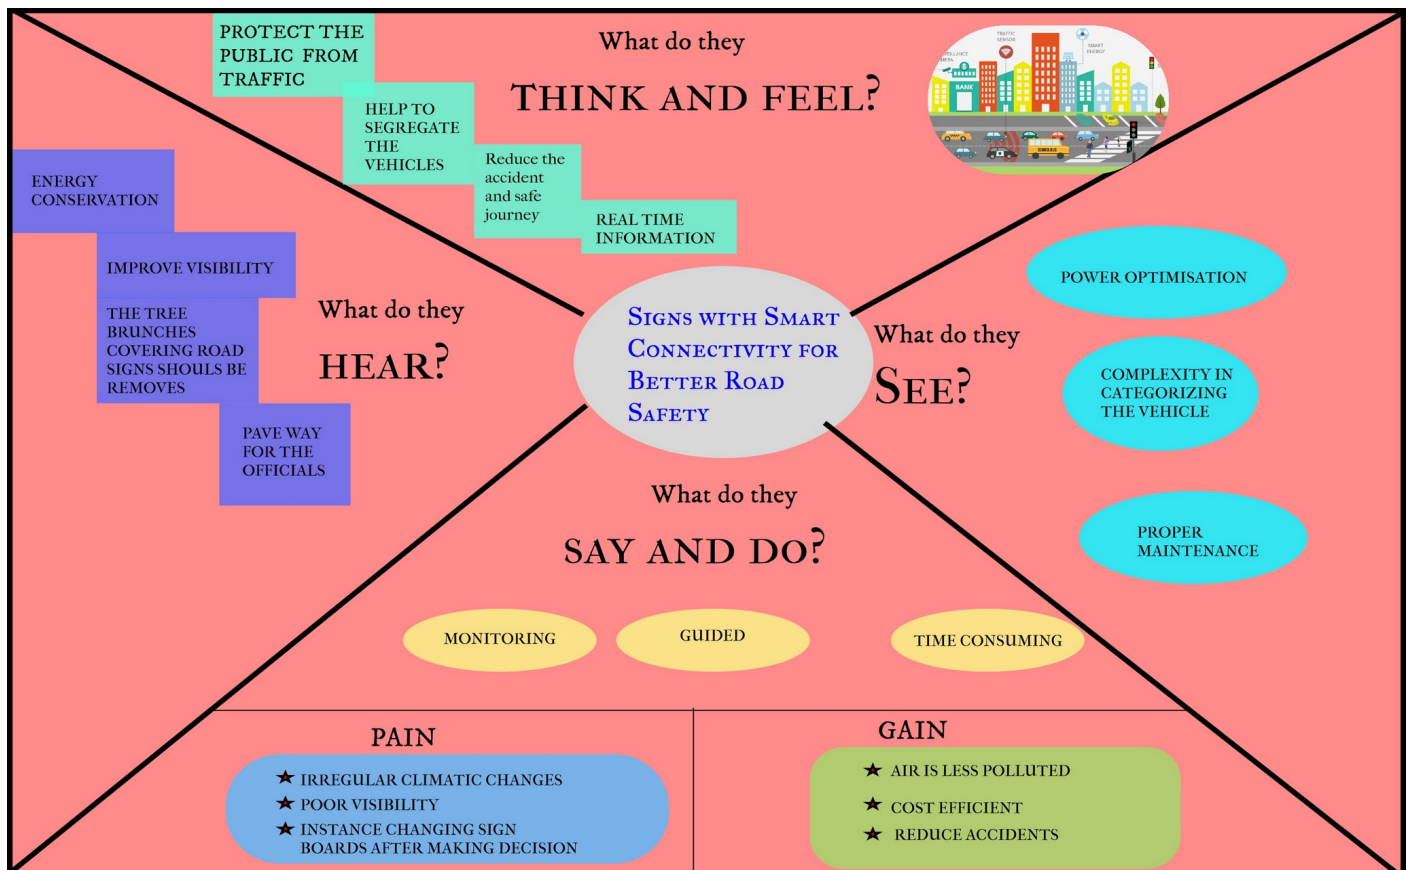 What do they
THINK AND FEEL?
PROTECT THE
PUBLIC FROM
TRAFFIC
HELP TO
SEGREGATE
THE
VEHICLES
Reduce the
accident
and safe
journey
REAL TIME
INFORMATION
TRAFFIC
SENSOR
SMART
ENERGY
BANK
ENERGY
CONSERVATION
IMPROVE VISIBILITY
THE TREE
BRUNCHES
COVERING ROAD
SIGNS SHOULS BE
REMOVES
PAVE WAY
FOR THE
OFFICIALS
What do they
HEAR?
Signs with Smart
Connectivity for
Better Road
Safety
What do they
See?
POWER OPTIMISATION
COMPLEXITY IN
CATEGORIZING
THE VEHICLE
PROPER
MAINTENANCE
What do they
SAY AND DO?
MONITORING
GUIDED
TIME CONSUMING
PAIN
IRREGULAR CLIMATIC CHANGES
POOR VISIBILITY
INSTANCE CHANGING SIGN
BOARDS AFTER MAKING DECISION
GAIN
AIR IS LESS POLLUTED
COST EFFICIENT
REDUCE ACCIDENTS